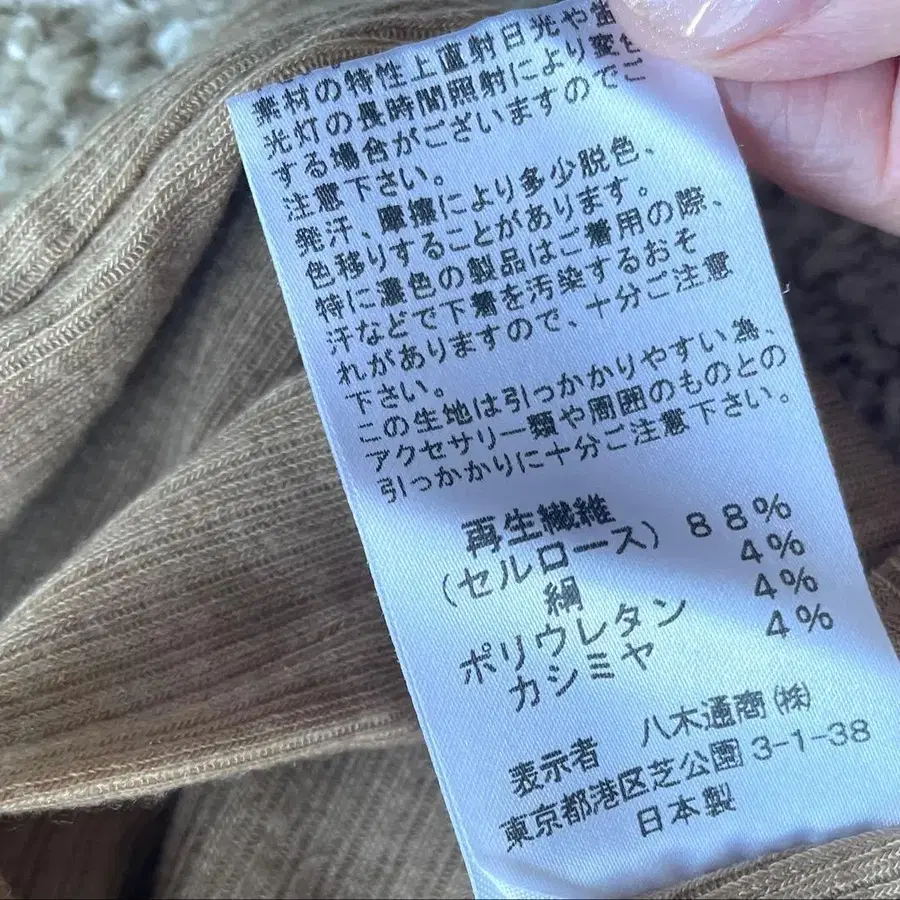 素材の特性上直射日光や
光灯の長時間照射により変色
する場合がございますのでご
注意下さい。
発汗、摩擦により多少脱色、
色移りすることがあります。
特に濃色の製品はご着用の際、
汗などで下着を汚染するおそ
れがありますので、十分ご注意
下さい。
この生地は引っかかりやすい為、
アクセサリー類や周囲のものとの
引っかかりに十分ご注意下さい。
再生繊維
(セルロース) 88%
絹 4%
ポリウレタン 4%
カシミヤ 4%
表示者 八木通商㈱
東京都港区芝公園3-1-38
日本製